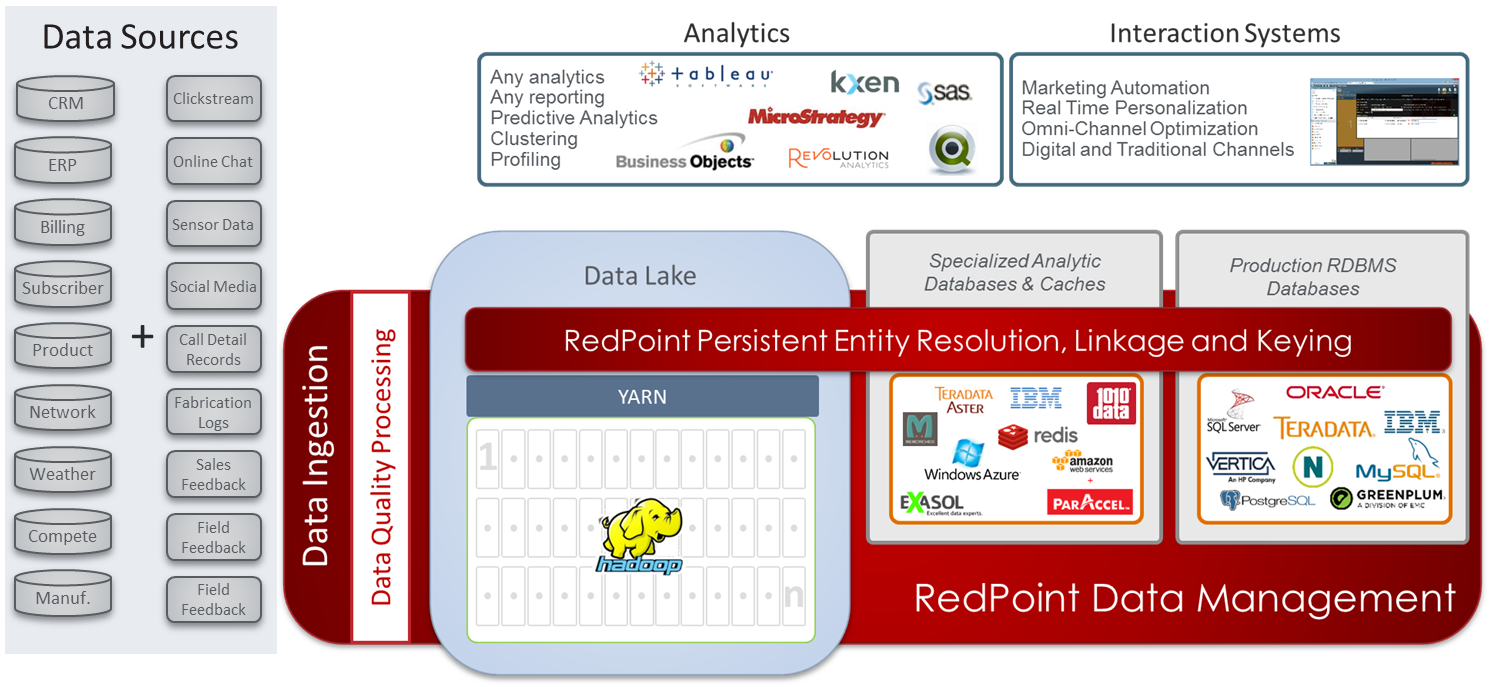 Data Sources
CRM
ERP
Billing
Subscriber
Product
Network
Weather
Compete
Manuf.
+
Clickstream
Online Chat
Sensor Data
Social Media
Call Detail
Records
Fabrication
Logs
Sales
Feedback
Field
Feedback
Field
Feedback
Analytics
Any analytics
Any reporting
Predictive Analytics
Clustering
Profiling
+ableau
SOFTWARE
kxen
sas
MicroStrategy
Business Objects
REVOLUTION
ANALYTICS
Interaction Systems
Marketing Automation
Real Time Personalization
Omni-Channel Optimization
Digital and Traditional Channels
Data Ingestion
Data Quality Processing
Data Lake
Specialized Analytic
Databases & Caches
Production RDBMS
Databases
RedPoint Persistent Entity Resolution, Linkage and Keying
YARN
1
hadoop
n
TERADATA
ASTER
IBM
1010
data
M
MEMCACHED
redis
Windows Azure
amazon
web services
+
EXASOL
Excellent data experts.
PARACCEL
ORACLE
Microsoft
SQL Server
TERADATA
IBM
VERTICA
An HP Company
N
MySQL
PostgreSQL
GREENPLUM
A DIVISION OF EMC
RedPoint Data Management